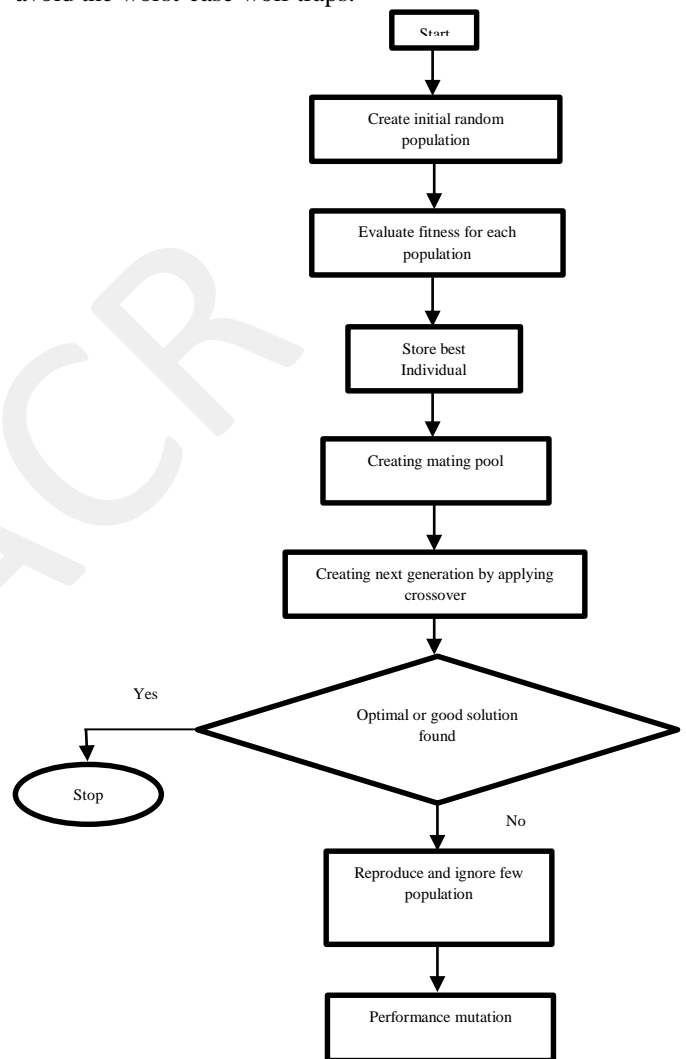 avoid the worst case wolf traps.
Start
Create initial random
population
Evaluate fitness for each
population
Store best
Individual
Creating mating pool
Creating next generation by applying
crossover
Yes
Optimal or good solution
found
Stop
No
Reproduce and ignore few
population
Performance mutation
ACR